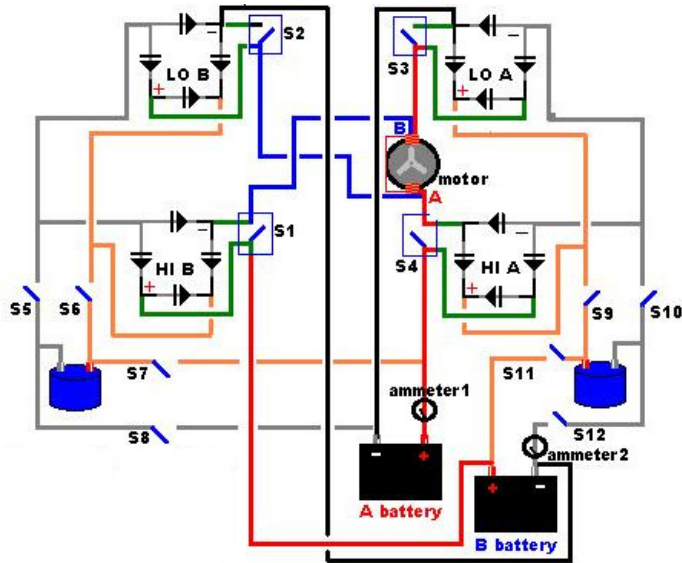 S2
S3
LO B
LO A
B
motor
A
S1
S4
HI B
HI A
S5
S6
S9
S10
S7
S11
ammeter1
S8
S12
ammeter2
- +
+ -
A battery
B battery